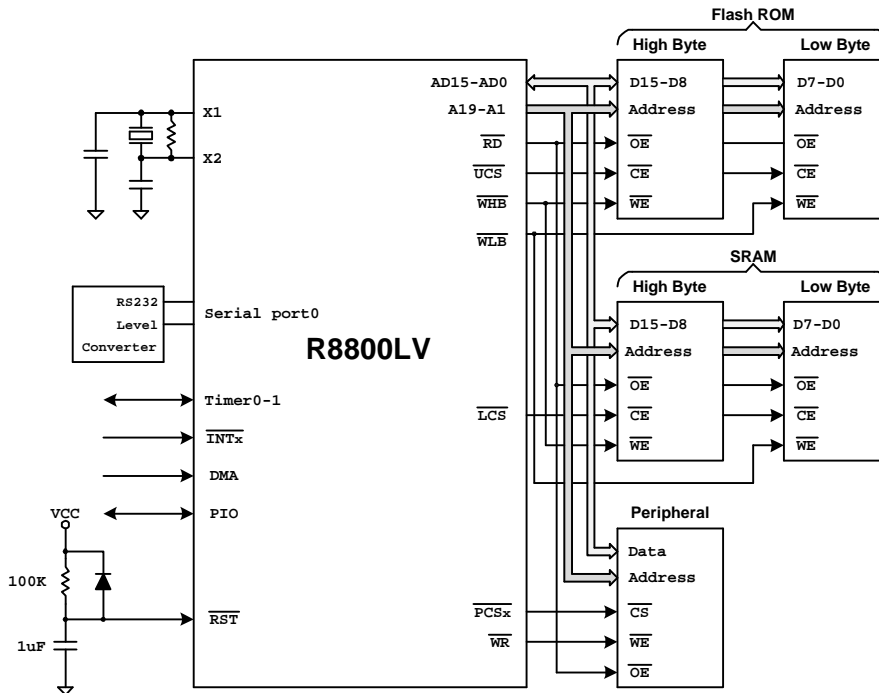 Flash ROM
High Byte
Low Byte
AD15-AD0
D15-D8
D7-D0
X1
A19-A1
Address
Address
RD
OE
OE
X2
UCS
CE
CE
WHB
WE
WE
WLB
SRAM
High Byte
Low Byte
RS232
Level
Converter
Serial port0
D15-D8
D7-D0
R8800LV
Address
Address
OE
OE
Timer0-1
LCS
CE
CE
INTx
WE
WE
DMA
PIO
VCC
Peripheral
Data
Address
100K
RST
PCSx
CS
1uF
WR
WE
OE